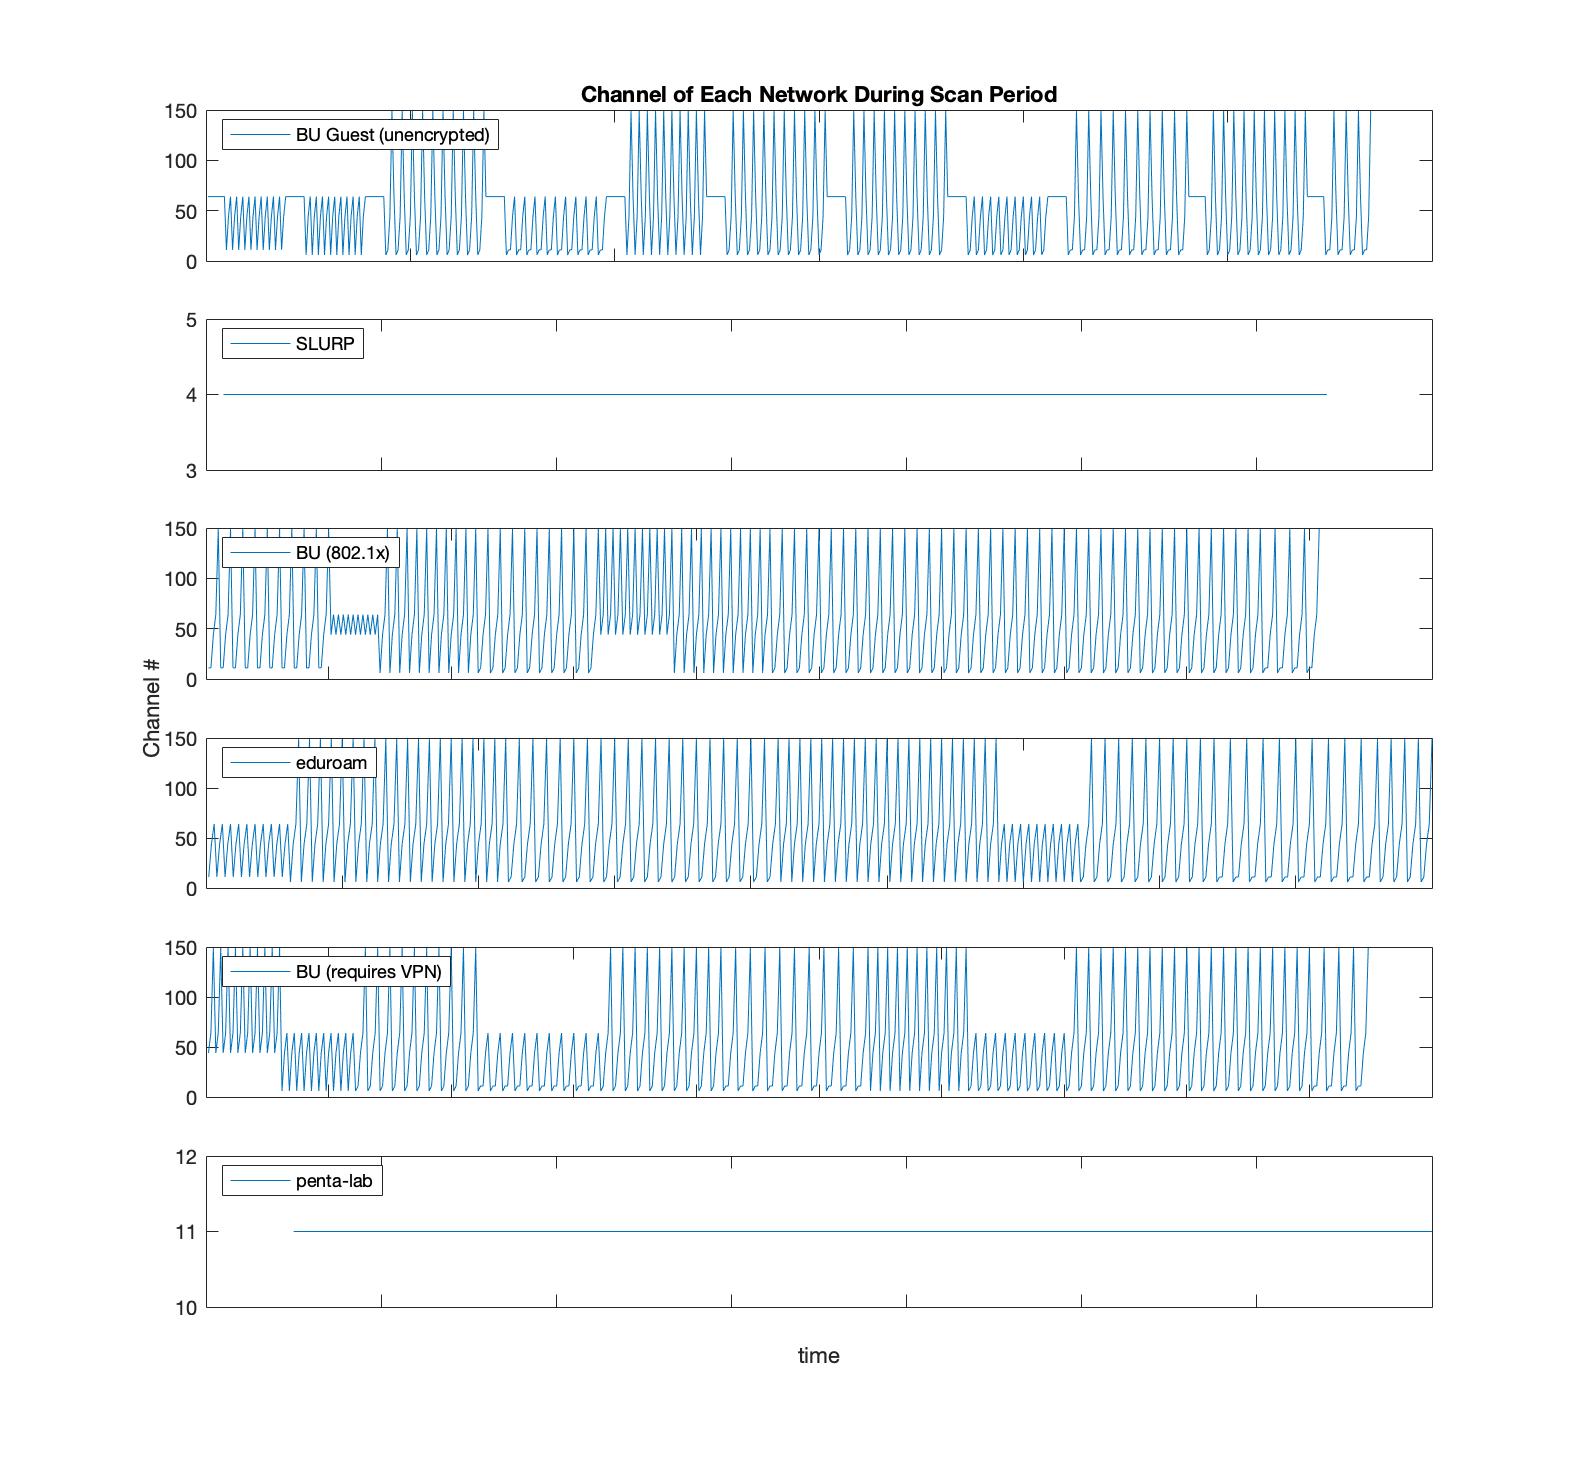 Channel of Each Network During Scan Period
150
BU Guest (unencrypted)
100
50
0
5
SLURP
4
3
150
BU (802.1x)
100
50
0
Channel #
150
eduroam
100
50
0
150
BU (requires VPN)
100
50
0
12
penta-lab
11
10
time